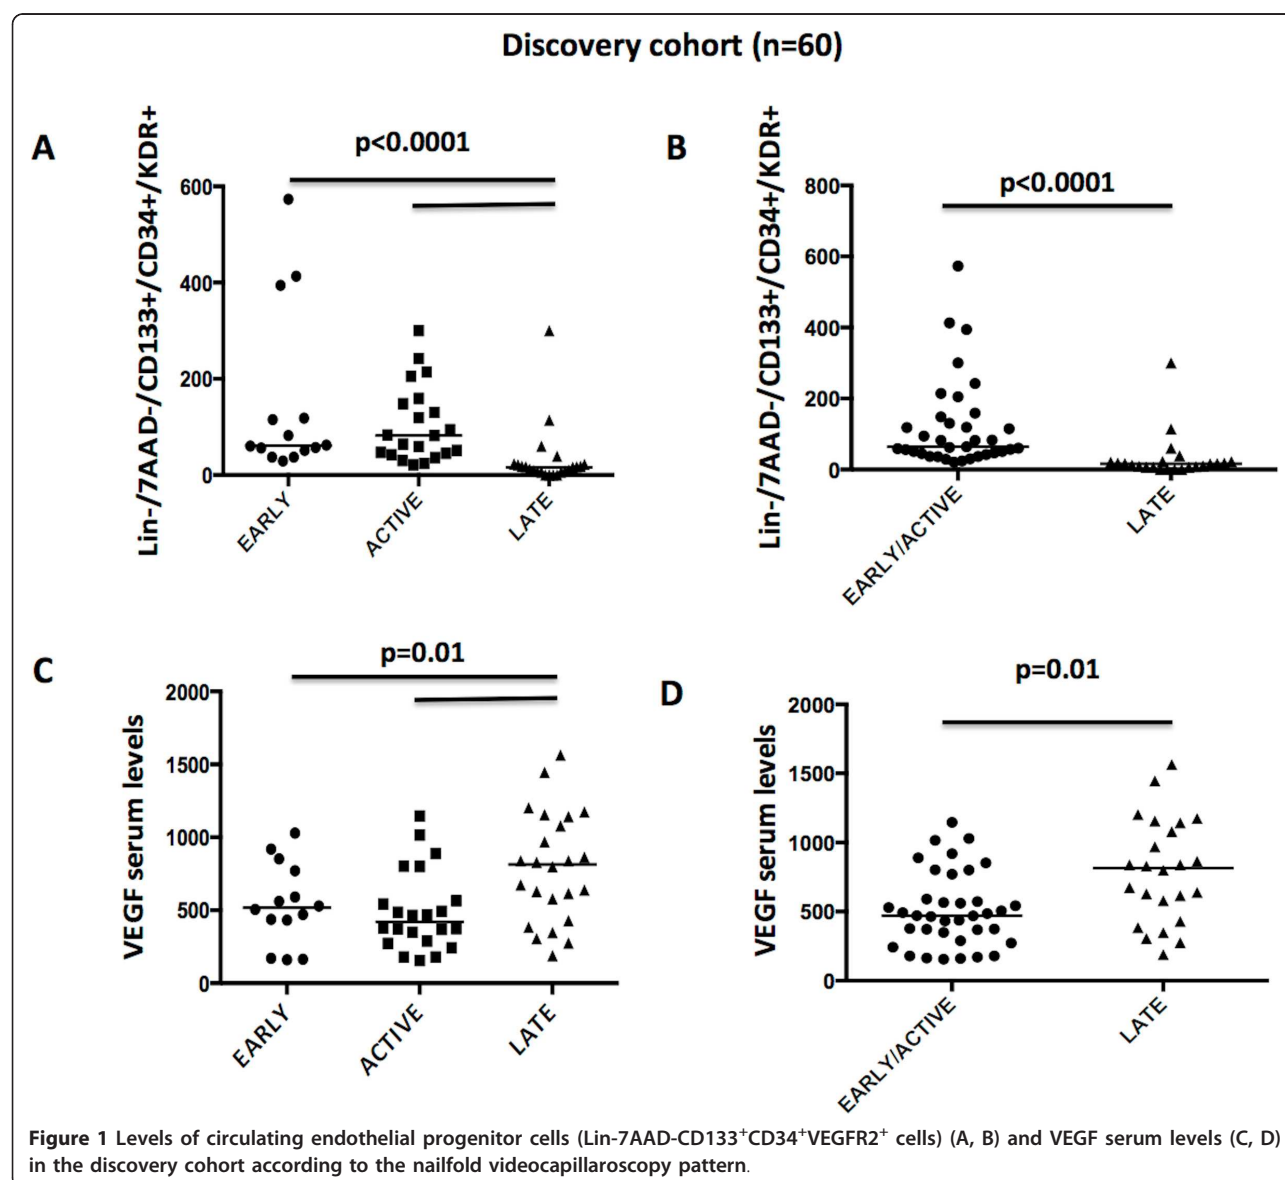 Discovery cohort (n=60)
A
Lin-/7AAD-/CD133+/CD34+/KDR+
p<0.0001
600
400
200
0
EARLY
ACTIVE
LATE
B
Lin-/7AAD-/CD133+/CD34+/KDR+
p<0.0001
800
600
400
200
0
EARLY/ACTIVE
LATE
C
VEGF serum levels
p=0.01
2000
1500
1000
500
0
EARLY
ACTIVE
LATE
D
VEGF serum levels
p=0.01
2000
1500
1000
500
0
EARLY/ACTIVE
LATE
Figure 1 Levels of circulating endothelial progenitor cells (Lin-7AAD-CD133+CD34+VEGFR2+ cells) (A, B) and VEGF serum levels (C, D)
in the discovery cohort according to the nailfold videocapillaroscopy pattern.